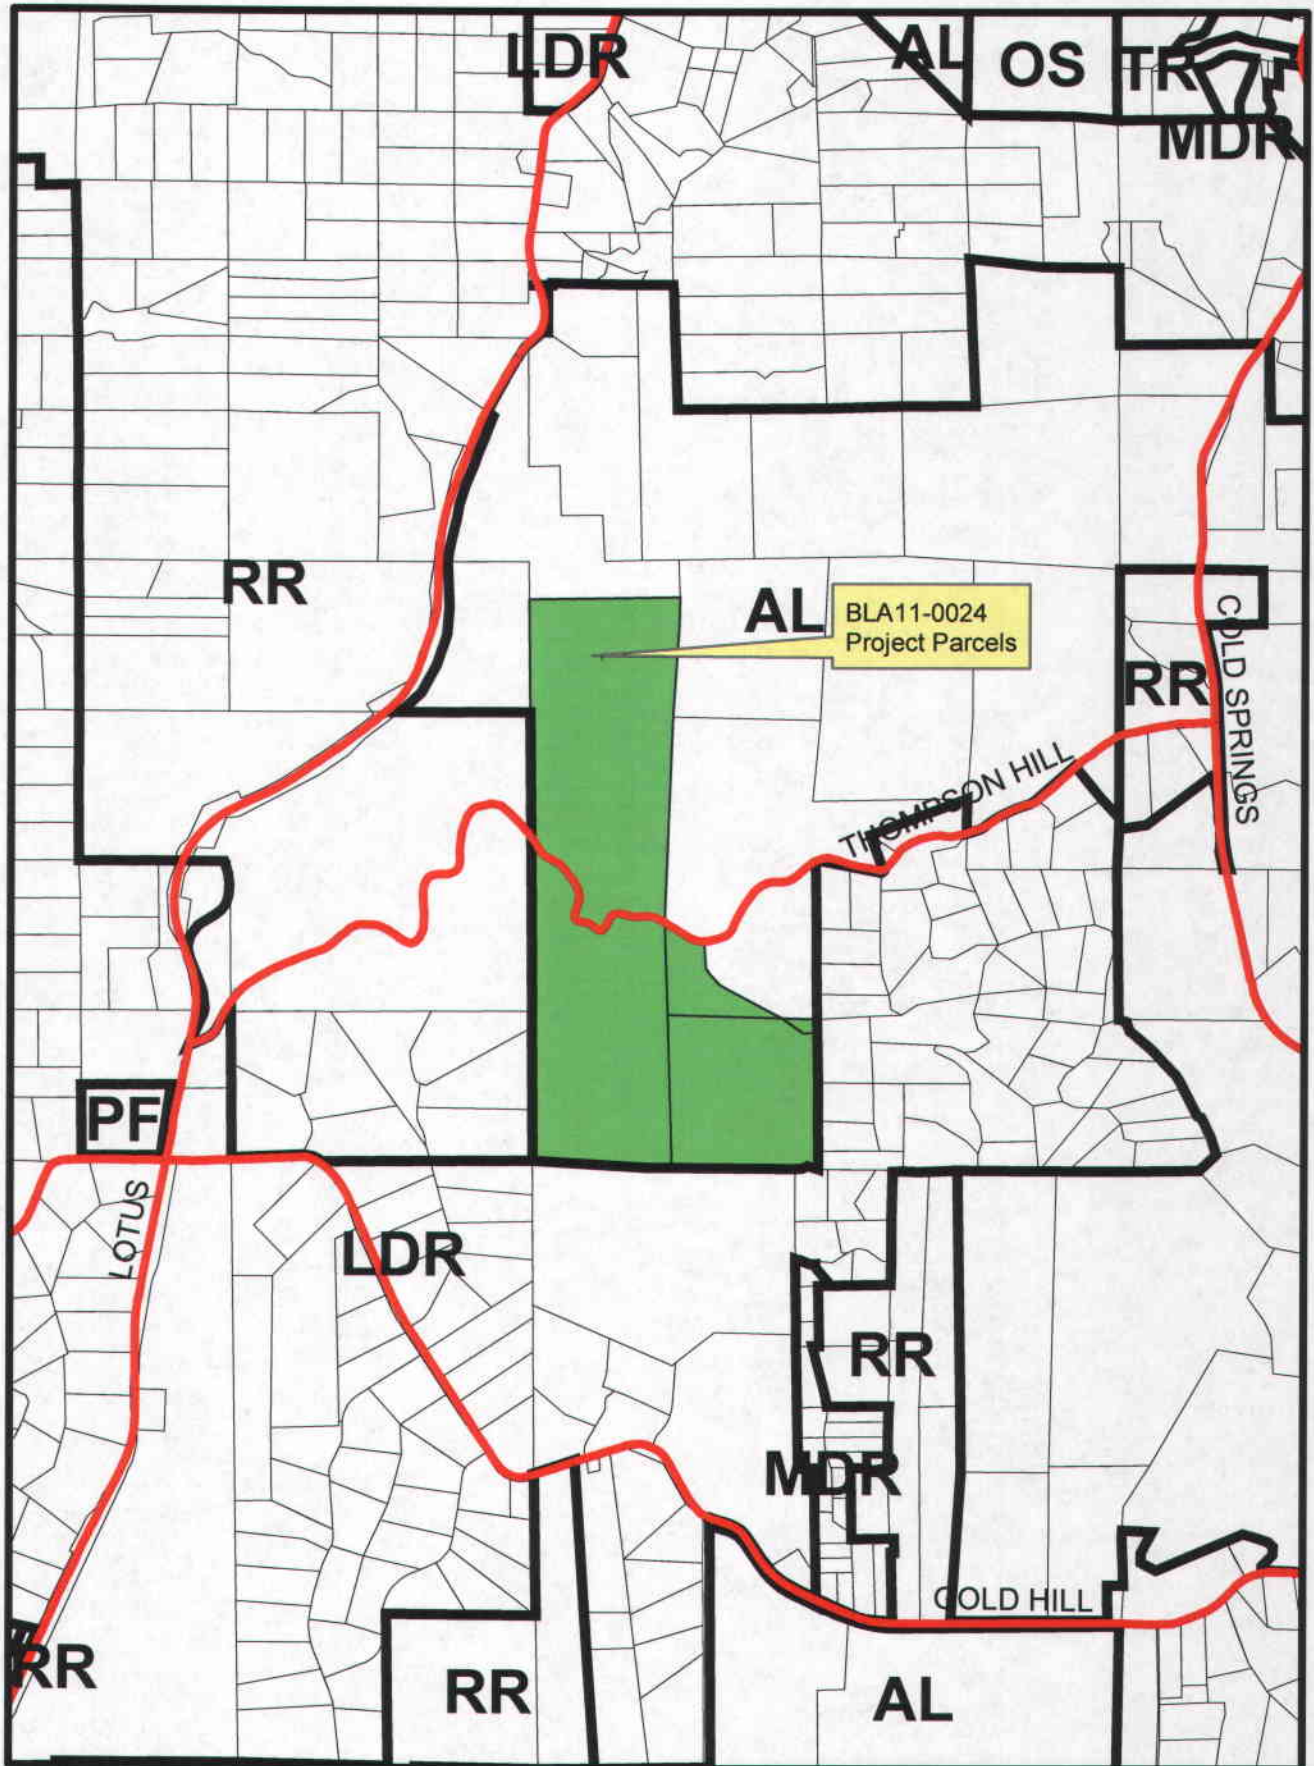 LDR
AL
OS
TR
MDR
RR
AL
BLA11-0024
Project Parcels
COLD SPRINGS
RR
THOMPSON HILL
PF
LOTUS
LDR
RR
MDR
GOLD HILL
RR
RR
AL